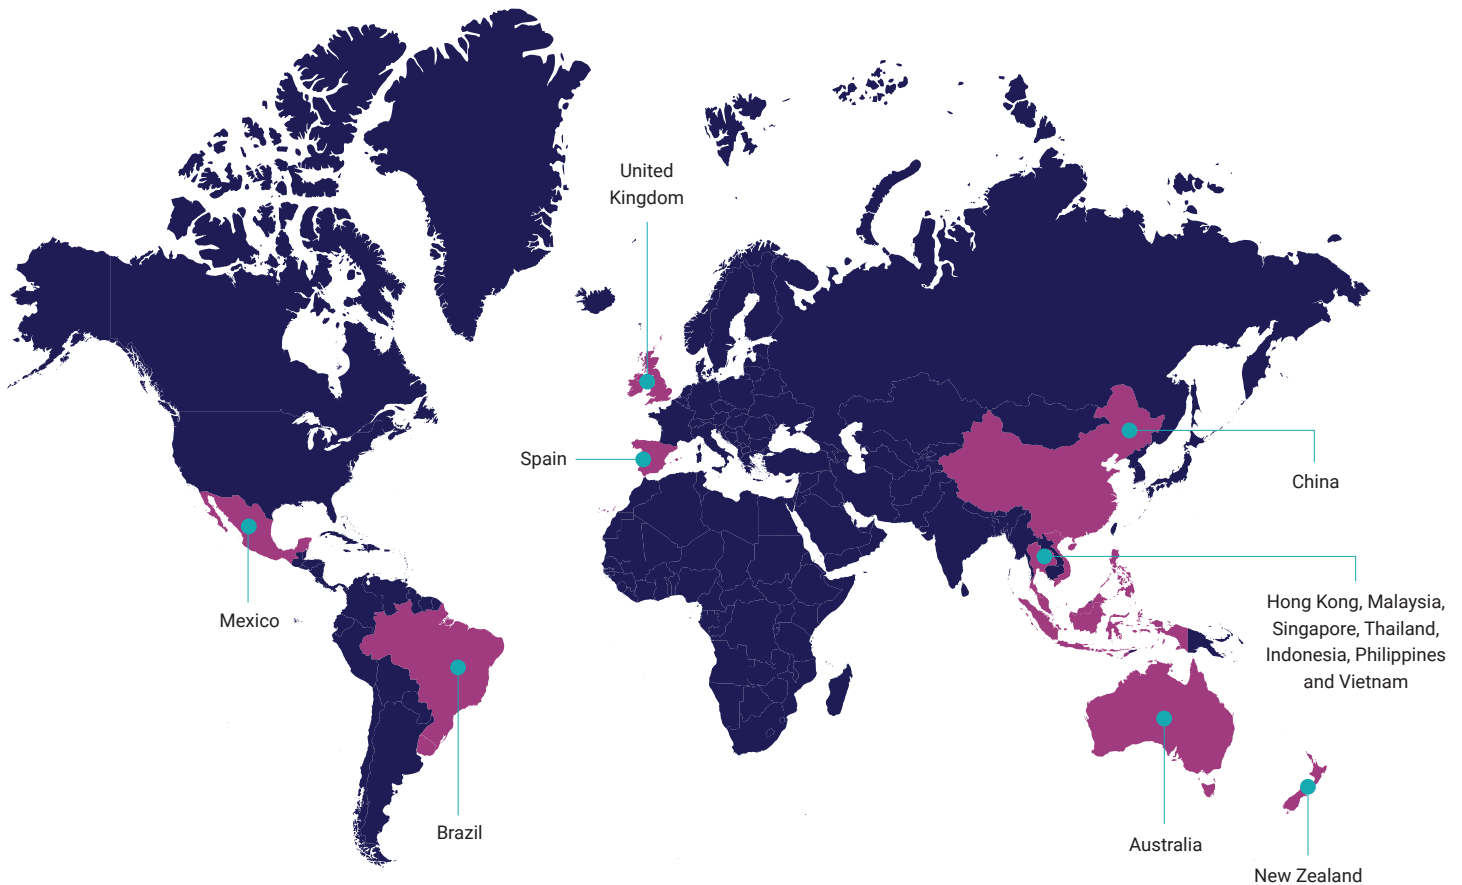 United
Kingdom
Spain
China
Mexico
Hong Kong, Malaysia,
Singapore, Thailand,
Indonesia, Philippines
and Vietnam
Brazil
Australia
New Zealand